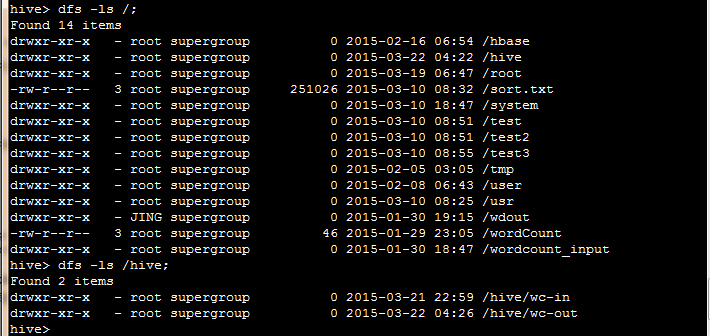 hive> dfs -ls /;
Found 14 items
drwxr-xr-x   - root supergroup          0 2015-02-16 06:54 /hbase
drwxr-xr-x   - root supergroup          0 2015-03-22 04:22 /hive
drwxr-xr-x   - root supergroup          0 2015-03-19 06:47 /root
-rw-r--r--   3 root supergroup     251026 2015-03-10 08:32 /sort.txt
drwxr-xr-x   - root supergroup          0 2015-03-10 18:47 /system
drwxr-xr-x   - root supergroup          0 2015-03-10 08:51 /test
drwxr-xr-x   - root supergroup          0 2015-03-10 08:51 /test2
drwxr-xr-x   - root supergroup          0 2015-03-10 08:55 /test3
drwxr-xr-x   - root supergroup          0 2015-02-05 03:05 /tmp
drwxr-xr-x   - root supergroup          0 2015-02-08 06:43 /user
drwxr-xr-x   - root supergroup          0 2015-03-10 08:25 /usr
drwxr-xr-x   - JING supergroup          0 2015-01-30 19:15 /wdout
-rw-r--r--   3 root supergroup         46 2015-01-29 23:05 /wordCount
drwxr-xr-x   - root supergroup          0 2015-01-30 18:47 /wordcount_input
hive> dfs -ls /hive;
Found 2 items
drwxr-xr-x   - root supergroup          0 2015-03-21 22:59 /hive/wc-in
drwxr-xr-x   - root supergroup          0 2015-03-22 04:26 /hive/wc-out
hive>